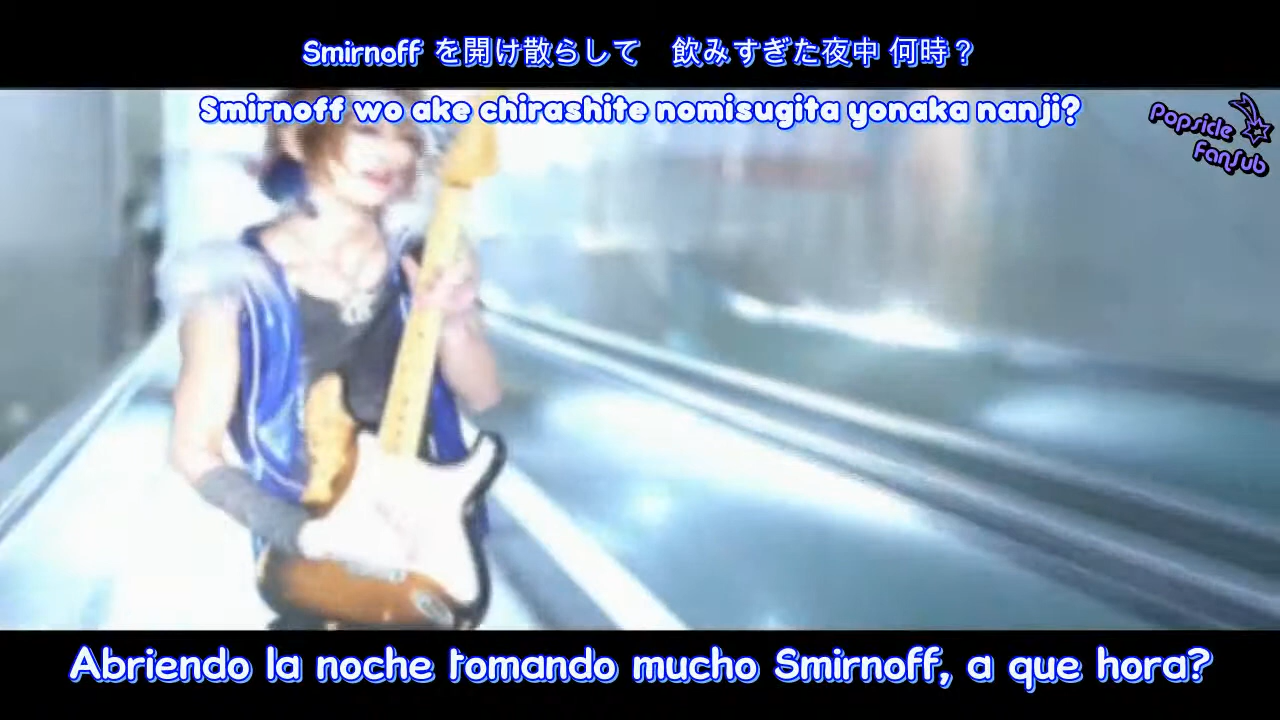 Smirnoff を開け散らして　飲みすぎた夜中 何時？
Smirnoff wo ake chirashite nomisugita yonaka nanji?
Popsicle
FanSub
Abriendo la noche tomando mucho Smirnoff, a que hora?